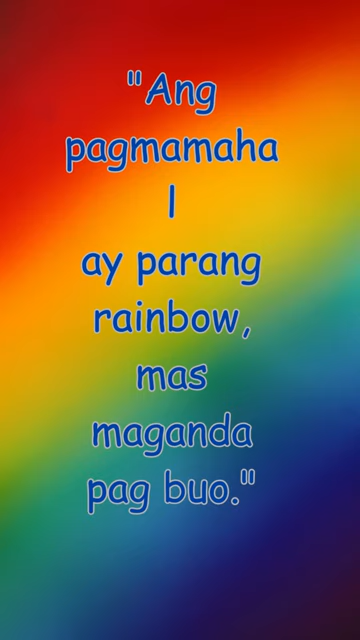 "Ang
pagmamaha
l
ay parang
rainbow,
mas
maganda
pag buo."